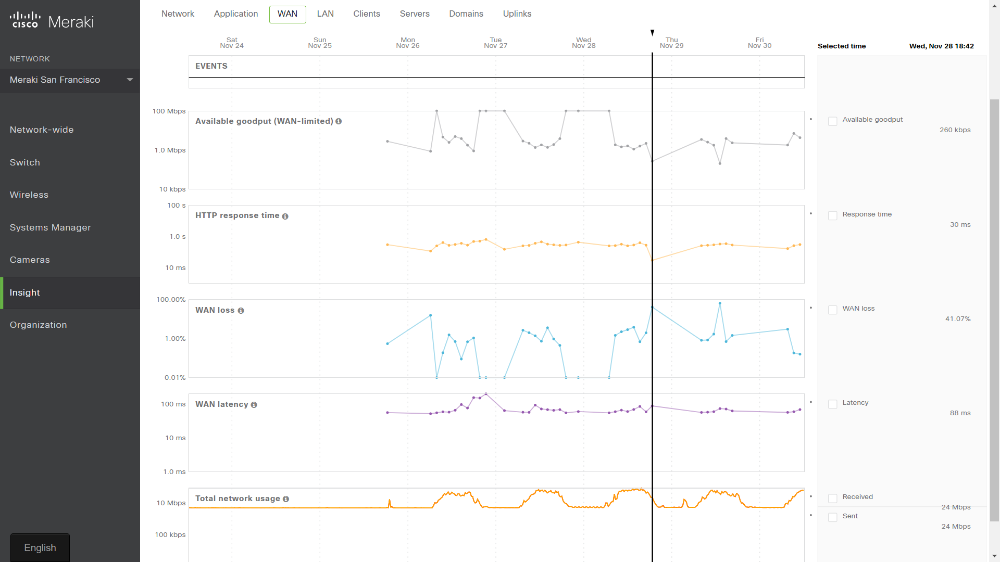 cisco Meraki
NETWORK
Meraki San Francisco
Network-wide
Switch
Wireless
Systems Manager
Cameras
Insight
Organization
English
Network Application WAN LAN Clients Servers Domains Uplinks
Sat Sun Mon Tue Wed Thu Fri
Nov 24 Nov 25 Nov 26 Nov 27 Nov 28 Nov 29 Nov 30
Selected time Wed, Nov 28 18:42
EVENTS
100 Mbps
Available goodput (WAN-limited)
1.0 Mbps
10 kbps
Available goodput
260 kbps
100 s
HTTP response time
1.0 s
10 ms
Response time
30 ms
100.00%
WAN loss
1.00%
0.01%
WAN loss
41.07%
WAN latency
100 ms
10 ms
1.0 ms
Latency
88 ms
Total network usage
10 Mbps
100 kbps
Received
24 Mbps
Sent
24 Mbps